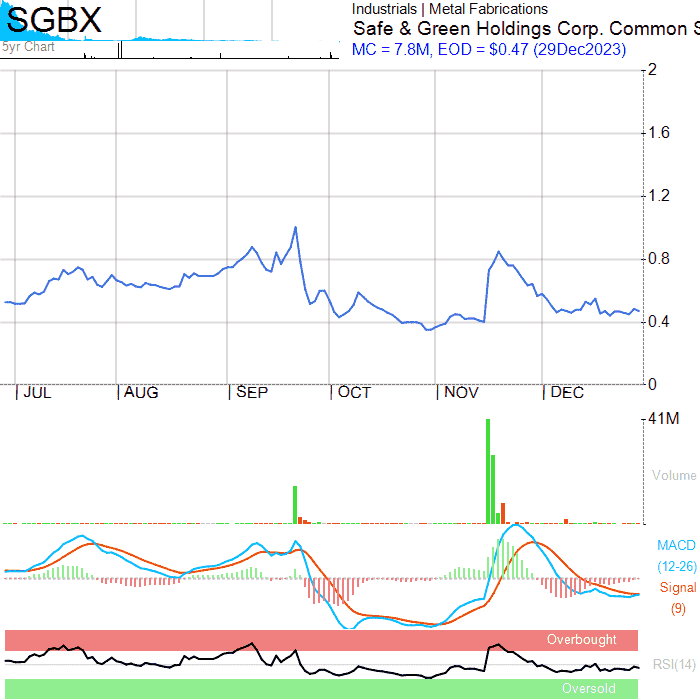 SGBX
5yr Chart
Industrials | Metal Fabrications
Safe & Green Holdings Corp. Common S
MC = 7.8M, EOD = $0.47 (29Dec2023)
2
1.6
1.2
0.8
0.4
0
JUL AUG SEP OCT NOV DEC
41M
Volume
MACD
(12-26)
Signal
(9)
Overbought
RSI(14)
Oversold